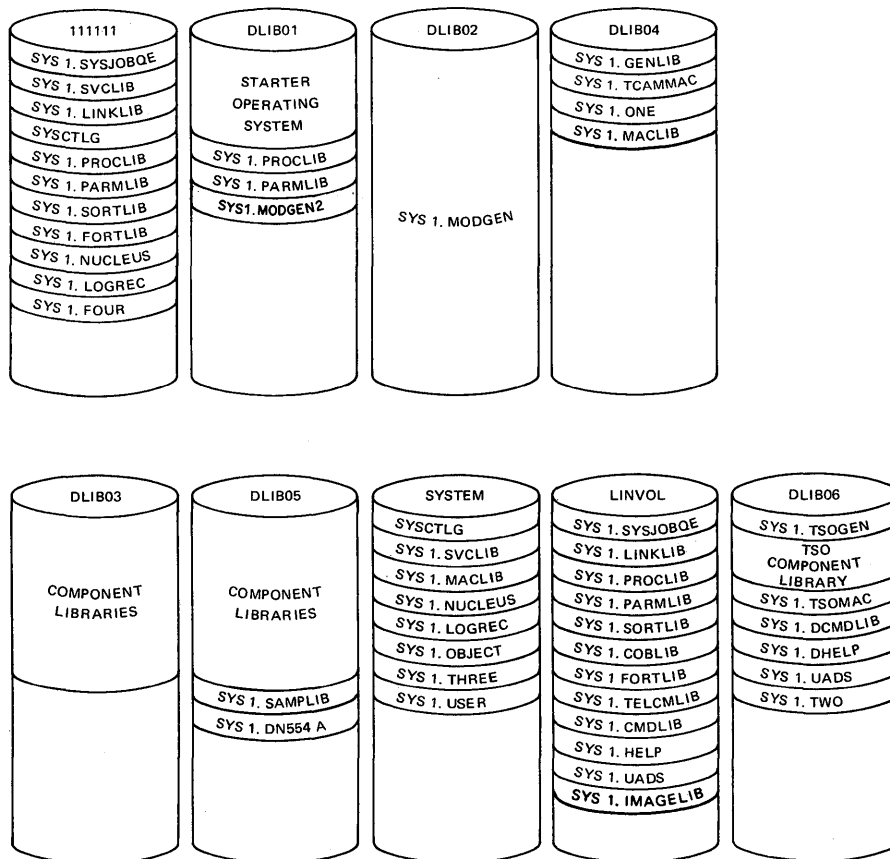 111111
SYS 1. SYSJOBQE
SYS 1. SVCLIB
SYS 1. LINKLIB
SYSCTLG
SYS 1. PROCLIB
SYS 1. PARMLIB
SYS 1. SORTLIB
SYS 1. FORTLIB
SYS 1. NUCLEUS
SYS 1. LOGREC
SYS 1. FOUR
DLIB01
STARTER
OPERATING
SYSTEM
SYS 1. PROCLIB
SYS 1. PARMLIB
SYS1.MODGEN2
DLIB02
SYS 1. MODGEN
DLIB04
SYS 1. GENLIB
SYS 1. TCAMMAC
SYS 1. ONE
SYS 1. MACLIB
DLIB03
COMPONENT
LIBRARIES
DLIB05
COMPONENT
LIBRARIES
SYS 1. SAMPLIB
SYS 1. DN554 A
SYSTEM
SYSCTLG
SYS 1. SVCLIB
SYS 1. MACLIB
SYS 1. NUCLEUS
SYS 1. LOGREC
SYS 1. OBJECT
SYS 1. THREE
SYS 1. USER
LINVOL
SYS 1. SYSJOBQE
SYS 1. LINKLIB
SYS 1. PROCLIB
SYS 1. PARMLIB
SYS 1. SORTLIB
SYS 1. COBLIB
SYS 1 FORTLIB
SYS 1. TELCMLIB
SYS 1. CMDLIB
SYS 1. HELP
SYS 1. UADS
SYS 1. IMAGELIB
DLIB06
SYS 1. TSOGEN
TSO
COMPONENT
LIBRARY
SYS 1. TSOMAC
SYS 1. DCMDLIB
SYS 1. DHELP
SYS 1. UADS
SYS 1. TWO